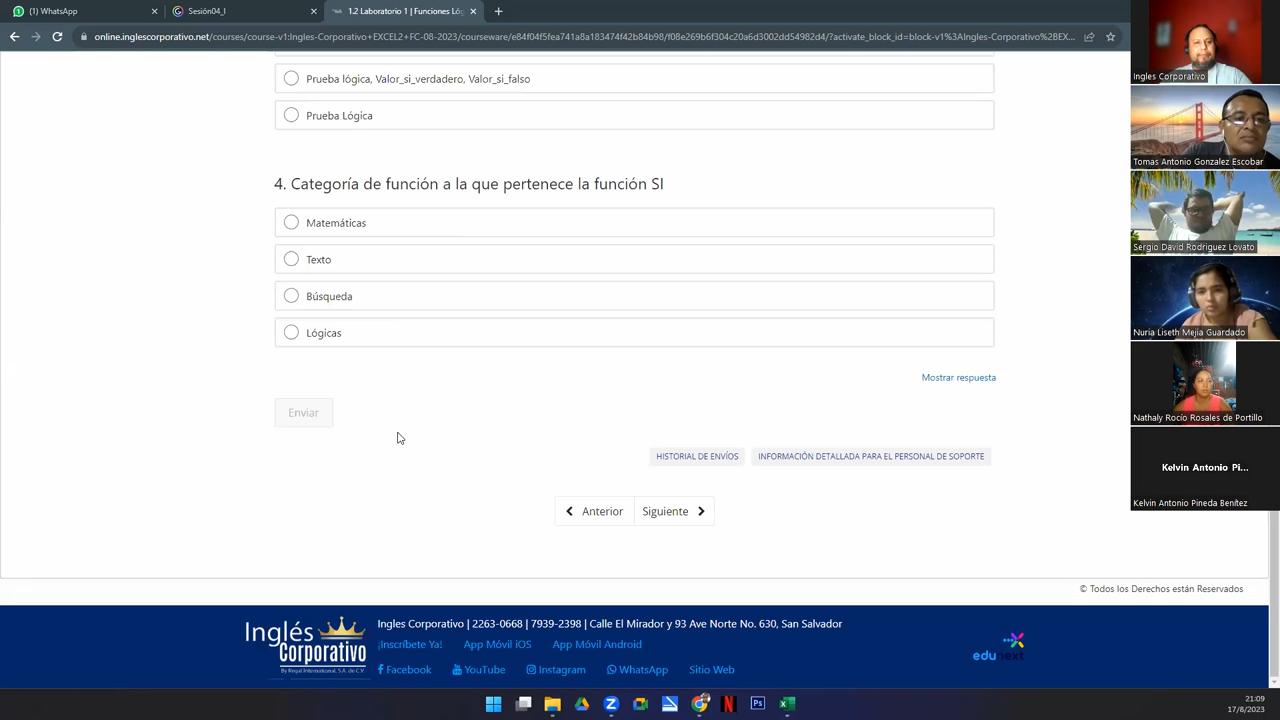 (1) WhatsApp
Sesión04_I
1.2 Laboratorio 1 | Funciones Lóg
online.inglescorporativo.net/courses/course-v1:Ingles-Corporativo+EXCEL2+FC-08-2023/courseware/e84f04f5fea741a8a183474f42b84b98/f08e269b6f304c20a6d3002dd54982d4/?activate_block_id=block-v1%3AIngles-Corporativo%2BEX...
Prueba lógica, Valor_si_verdadero, Valor_si_falso
Prueba Lógica
4. Categoría de función a la que pertenece la función SI
Matemáticas
Texto
Búsqueda
Lógicas
Mostrar respuesta
Enviar
HISTORIAL DE ENVÍOS
INFORMACIÓN DETALLADA PARA EL PERSONAL DE SOPORTE
Anterior
Siguiente
© Todos los Derechos están Reservados
Inglés
Corporativo
By Regal International, S.A. de C.V.
Ingles Corporativo | 2263-0668 | 7939-2398 | Calle El Mirador y 93 Ave Norte No. 630, San Salvador
¡Inscríbete Ya! App Móvil iOS App Móvil Android
Facebook YouTube Instagram WhatsApp Sitio Web
edunext
Ingles Corporativo
Tomas Antonio Gonzalez Escobar
Sergio David Rodriguez Lovato
Nuria Liseth Mejia Guardado
Nathaly Rocío Rosales de Portillo
Kelvin Antonio Pi...
Kelvin Antonio Pineda Benítez
21:09
17/8/2023